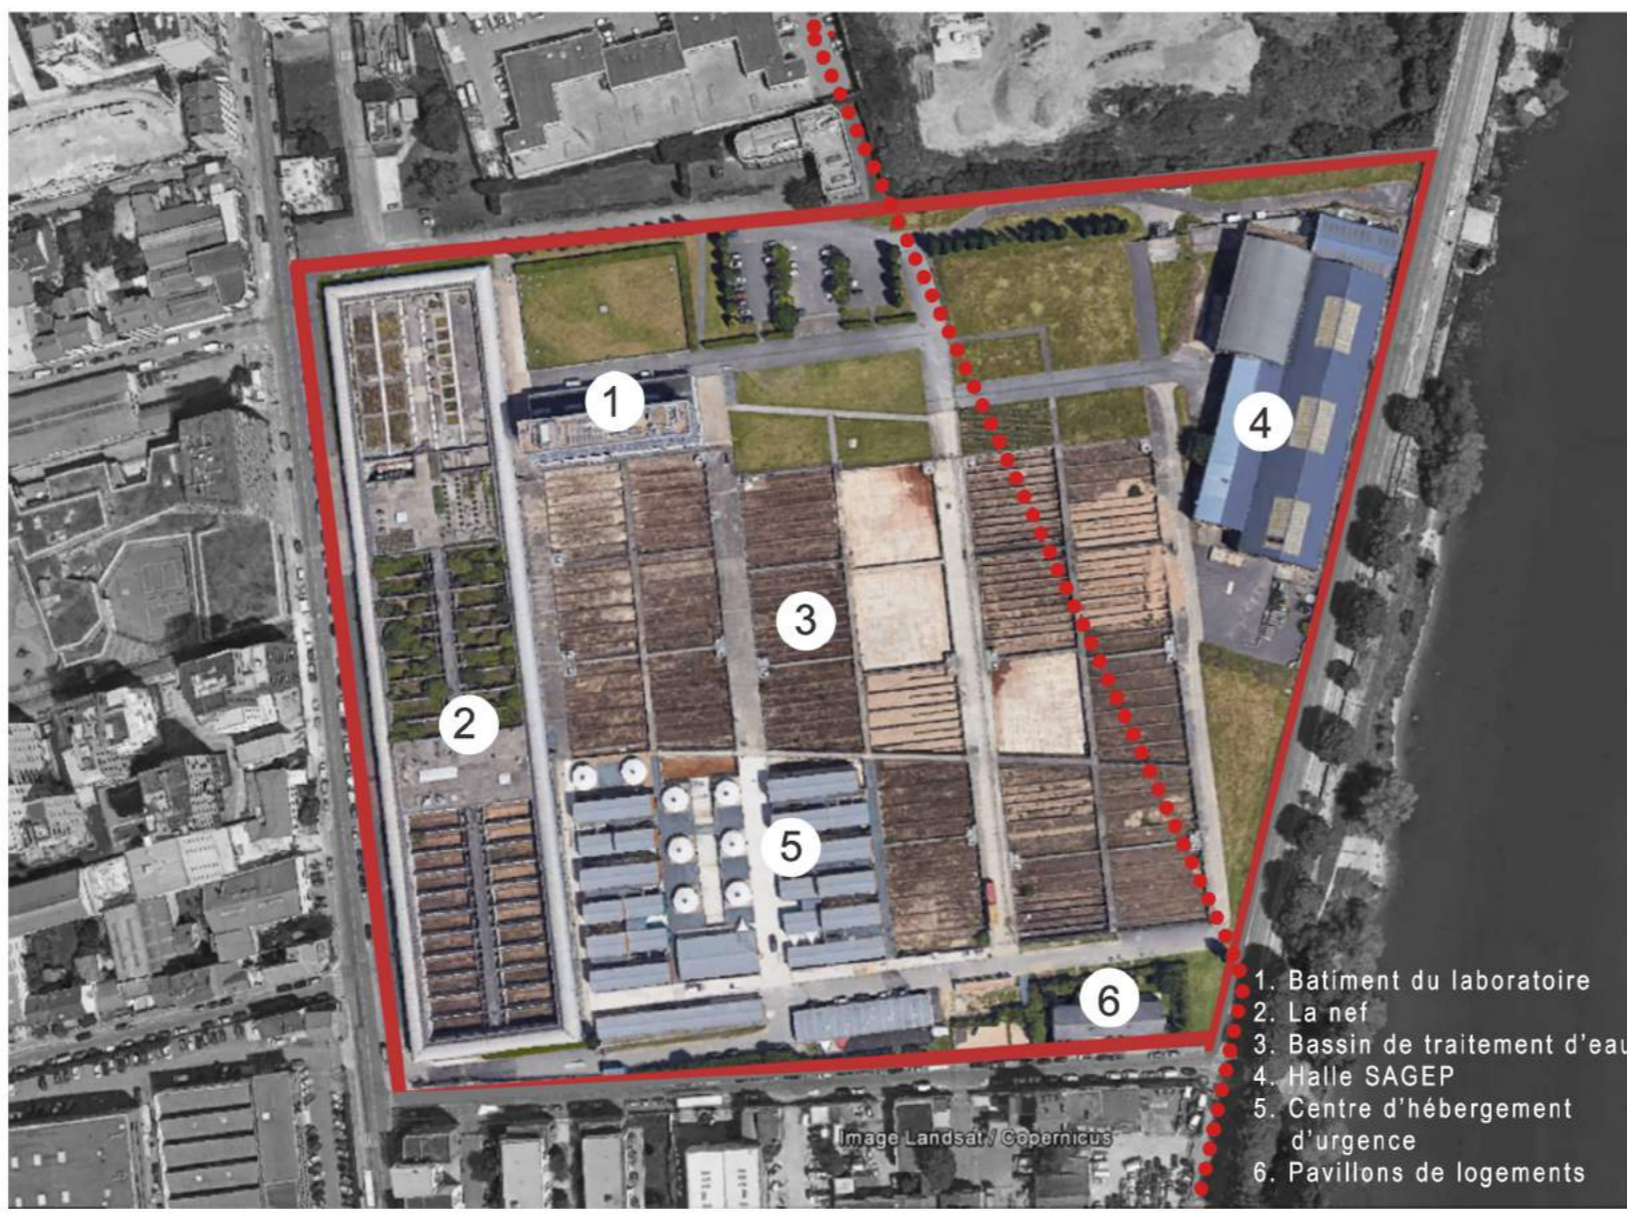 1
4
3
2
5
6
1. Batiment du laboratoire
2. La nef
3. Bassin de traitement d'eau
4. Halle SAGEP
5. Centre d'hébergement
d'urgence
6. Pavillons de logements
Image Landsat / Copernicus